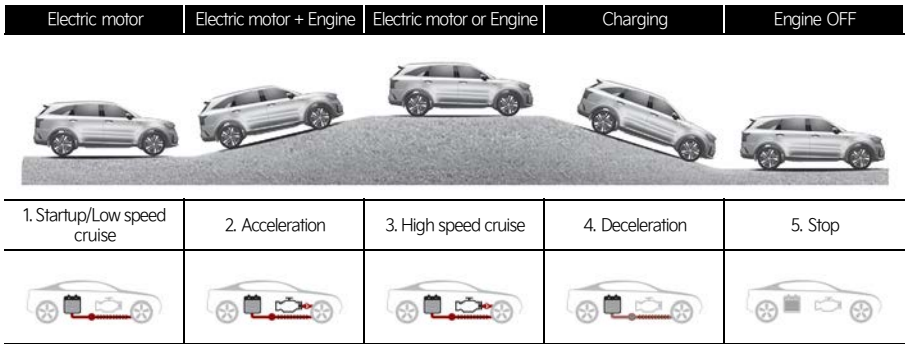 Electric motor
Electric motor + Engine
Electric motor or Engine
Charging
Engine OFF
1. Startup/Low speed
cruise
2. Acceleration
3. High speed cruise
4. Deceleration
5. Stop